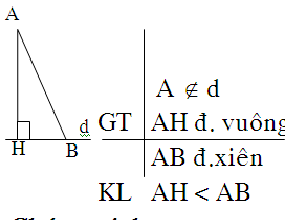 A
A ∉ d
d GT AH đ. vuông
H B
AB đ.xiên
KL AH < AB